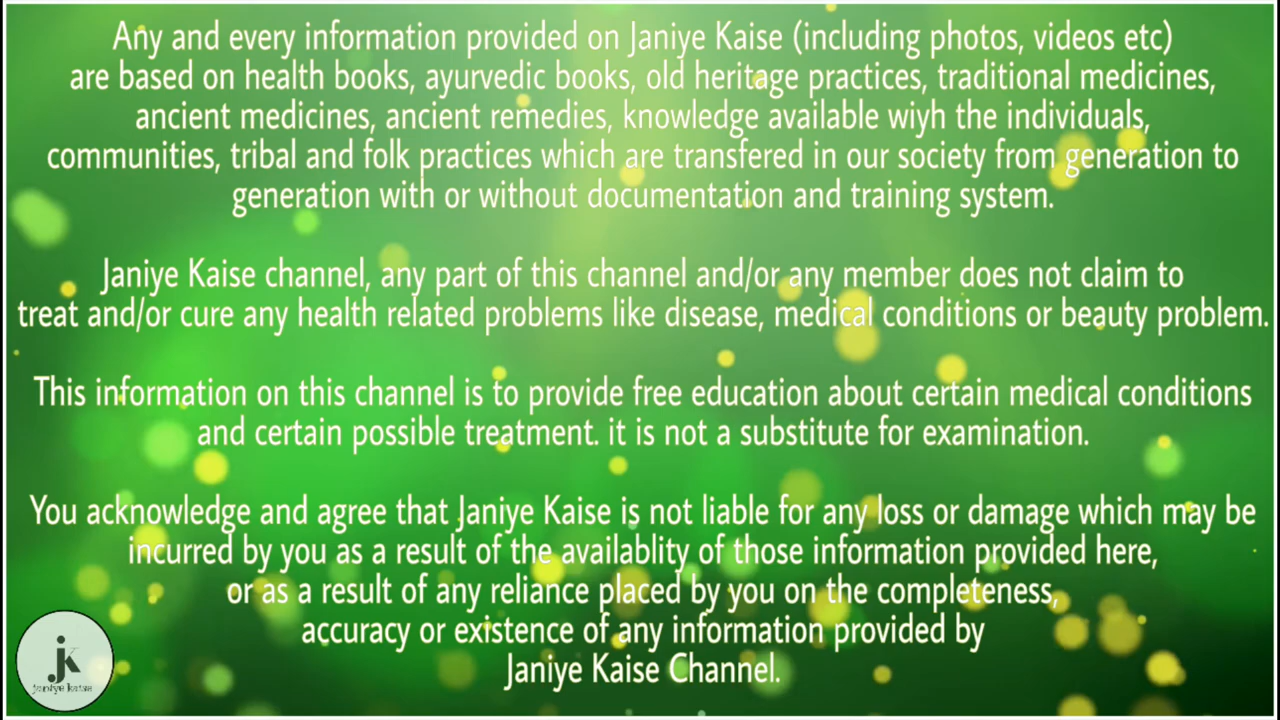 Any and every information provided on Janiye Kaise (including photos, videos etc)
are based on health books, ayurvedic books, old heritage practices, traditional medicines,
ancient medicines, ancient remedies, knowledge available wiyh the individuals,
communities, tribal and folk practices which are transfered in our society from generation to
generation with or without documentation and training system.
Janiye Kaise channel, any part of this channel and/or any member does not claim to
treat and/or cure any health related problems like disease, medical conditions or beauty problem.
This information on this channel is to provide free education about certain medical conditions
and certain possible treatment. it is not a substitute for examination.
You acknowledge and agree that Janiye Kaise is not liable for any loss or damage which may be
incurred by you as a result of the availablity of those information provided here,
or as a result of any reliance placed by you on the completeness,
accuracy or existence of any information provided by
Janiye Kaise Channel.
jk
janiye kaise